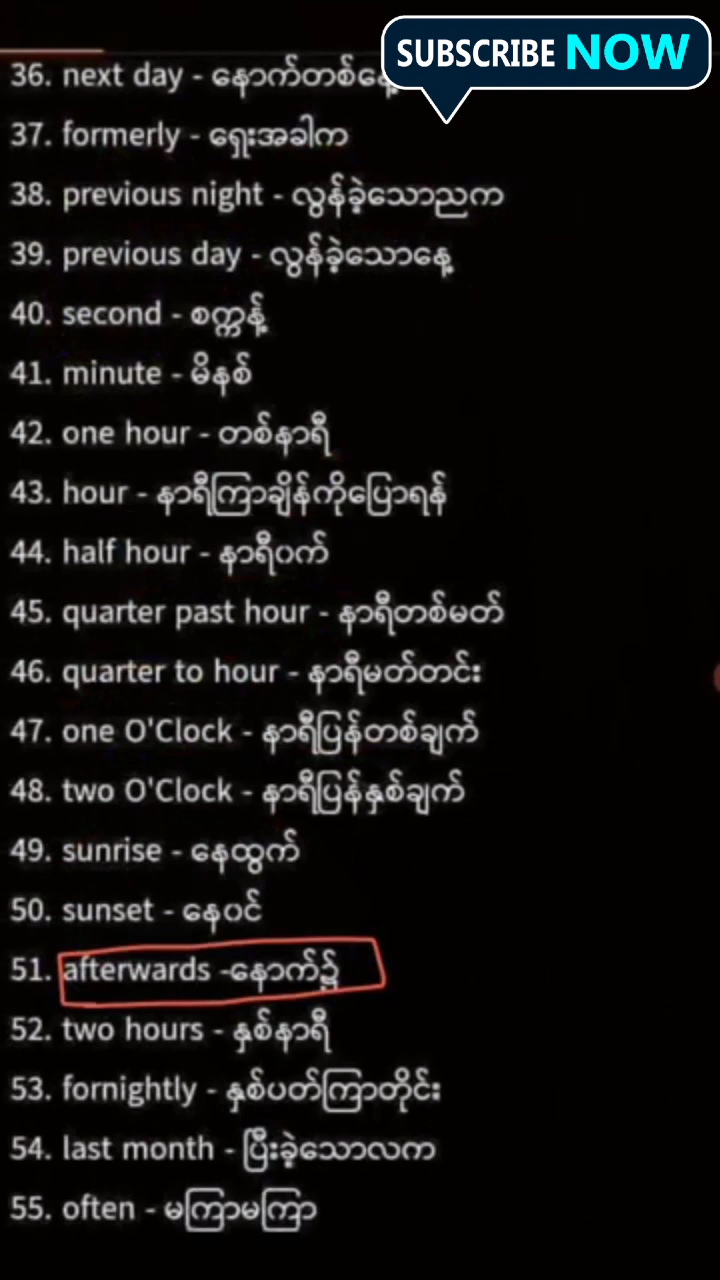 SUBSCRIBE NOW
36. next day - နောက်တစ်နေ့
37. formerly - ရှေးအခါက
38. previous night - လွန်ခဲ့သောညက
39. previous day - လွန်ခဲ့သောနေ့
40. second - စက္ကန့်
41. minute - မိနစ်
42. one hour - တစ်နာရီ
43. hour - နာရီကြာချိန်ကိုပြောရန်
44. half hour - နာရီဝက်
45. quarter past hour - နာရီတစ်မတ်
46. quarter to hour - နာရီမတ်တင်း
47. one O'Clock - နာရီပြန်တစ်ချက်
48. two O'Clock - နာရီပြန်နှစ်ချက်
49. sunrise - နေထွက်
50. sunset - နေဝင်
51. afterwards -နောက်၌
52. two hours - နှစ်နာရီ
53. fornightly - နှစ်ပတ်ကြာတိုင်း
54. last month - ပြီးခဲ့သောလက
55. often - မကြာမကြာ